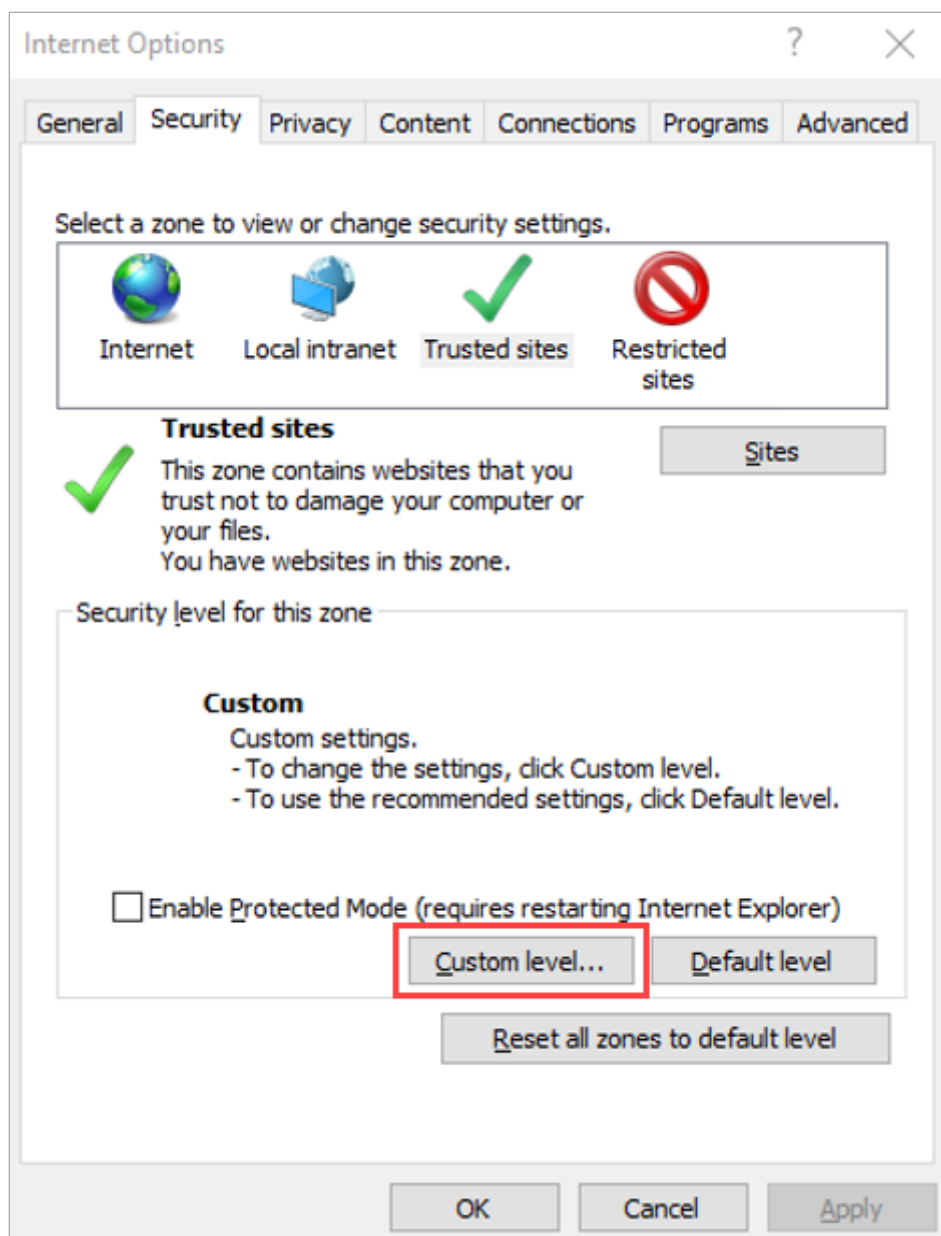 Internet Options
?
General Security Privacy Content Connections Programs Advanced
Select a zone to view or change security settings.
Internet Local intranet Trusted sites Restricted
sites
Trusted sites
Sites
This zone contains websites that you
trust not to damage your computer or
your files.
You have websites in this zone.
Security level for this zone
Custom
Custom settings.
- To change the settings, click Custom level.
- To use the recommended settings, click Default level.
Enable Protected Mode (requires restarting Internet Explorer)
Custom level... Default level
Reset all zones to default level
OK Cancel Apply